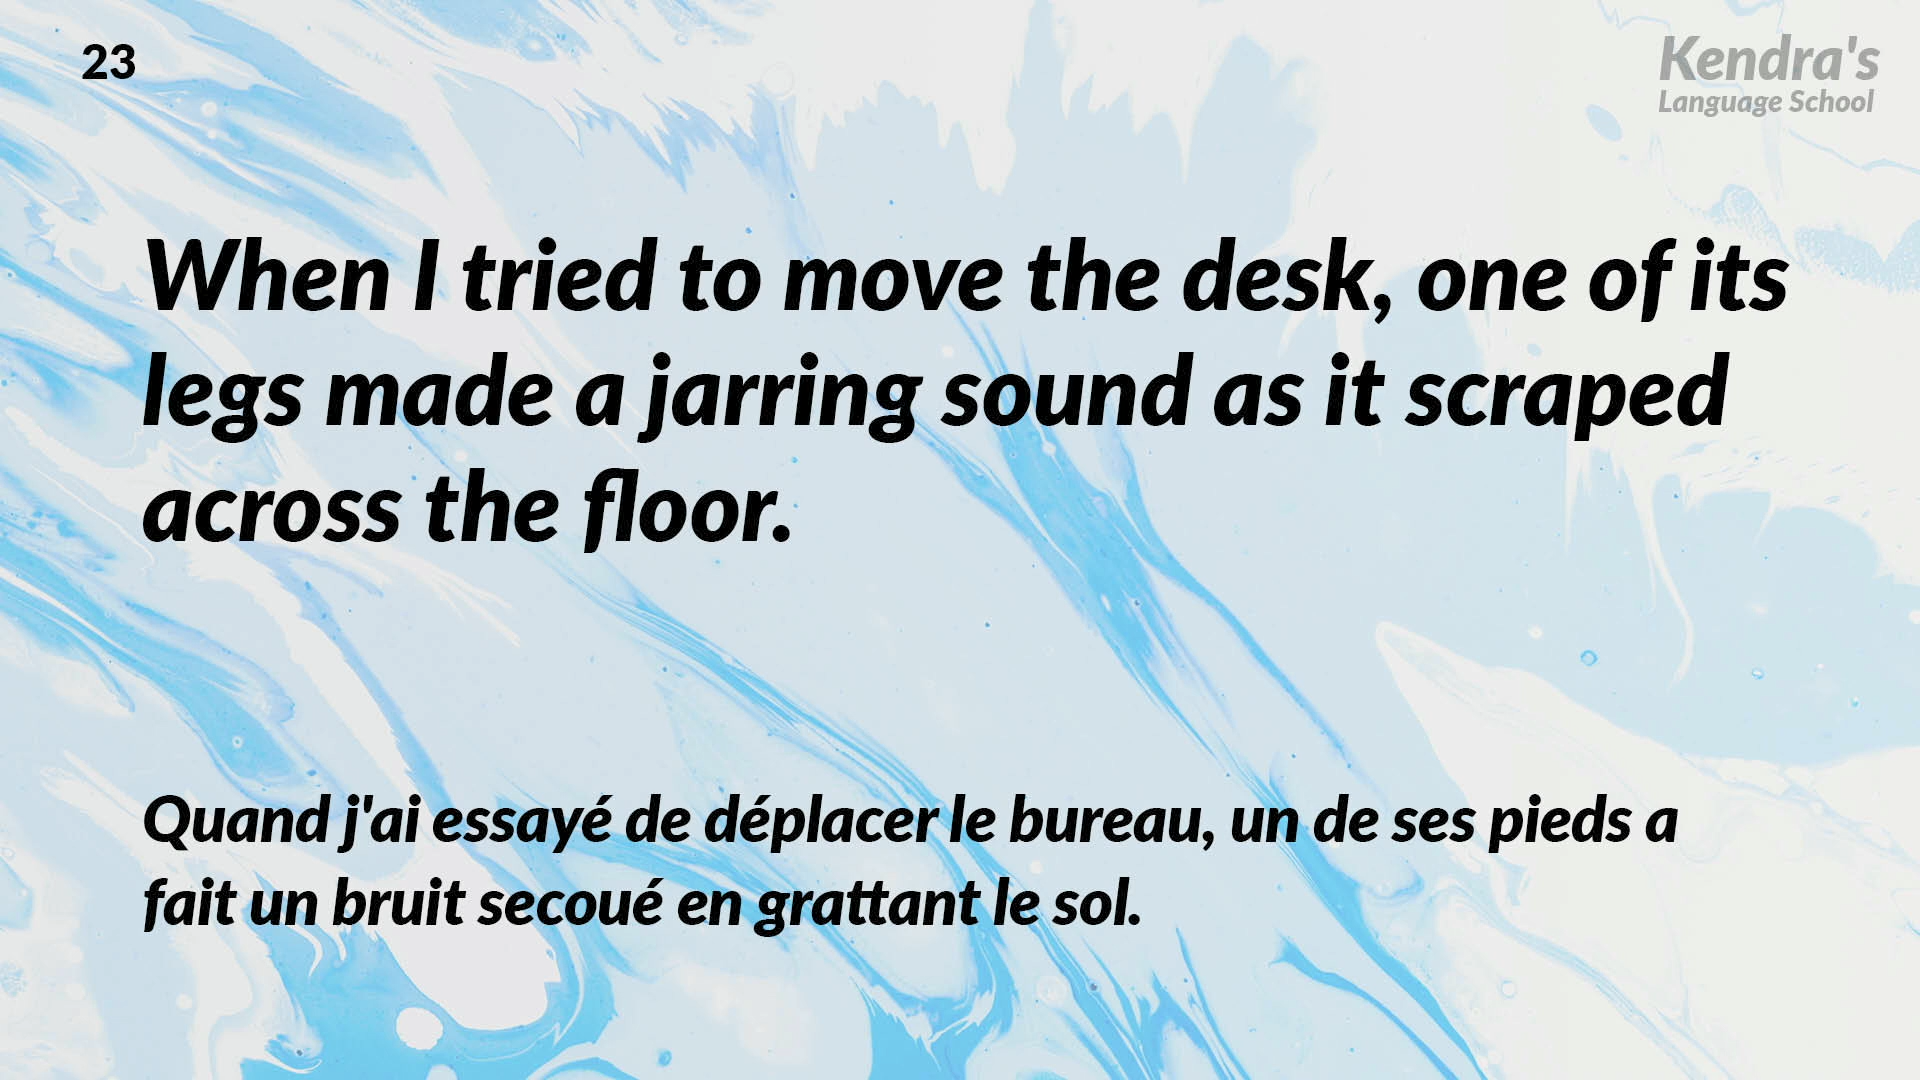 23
Kendra's
Language School
When I tried to move the desk, one of its
legs made a jarring sound as it scraped
across the floor.
Quand j'ai essayé de déplacer le bureau, un de ses pieds a
fait un bruit secoué en grattant le sol.